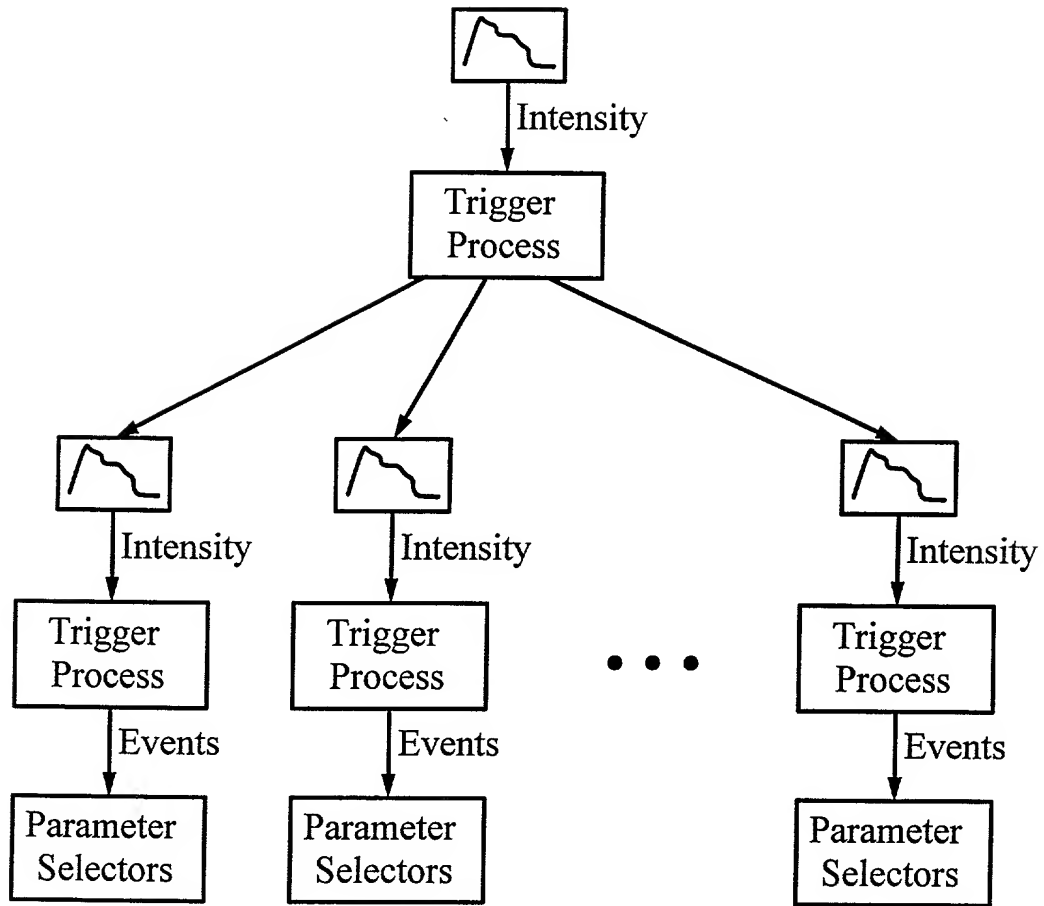 Intensity
Trigger
Process
Intensity
Intensity
Intensity
Trigger
Process
Trigger
Process
Trigger
Process
Events
Events
Events
Parameter
Selectors
Parameter
Selectors
Parameter
Selectors